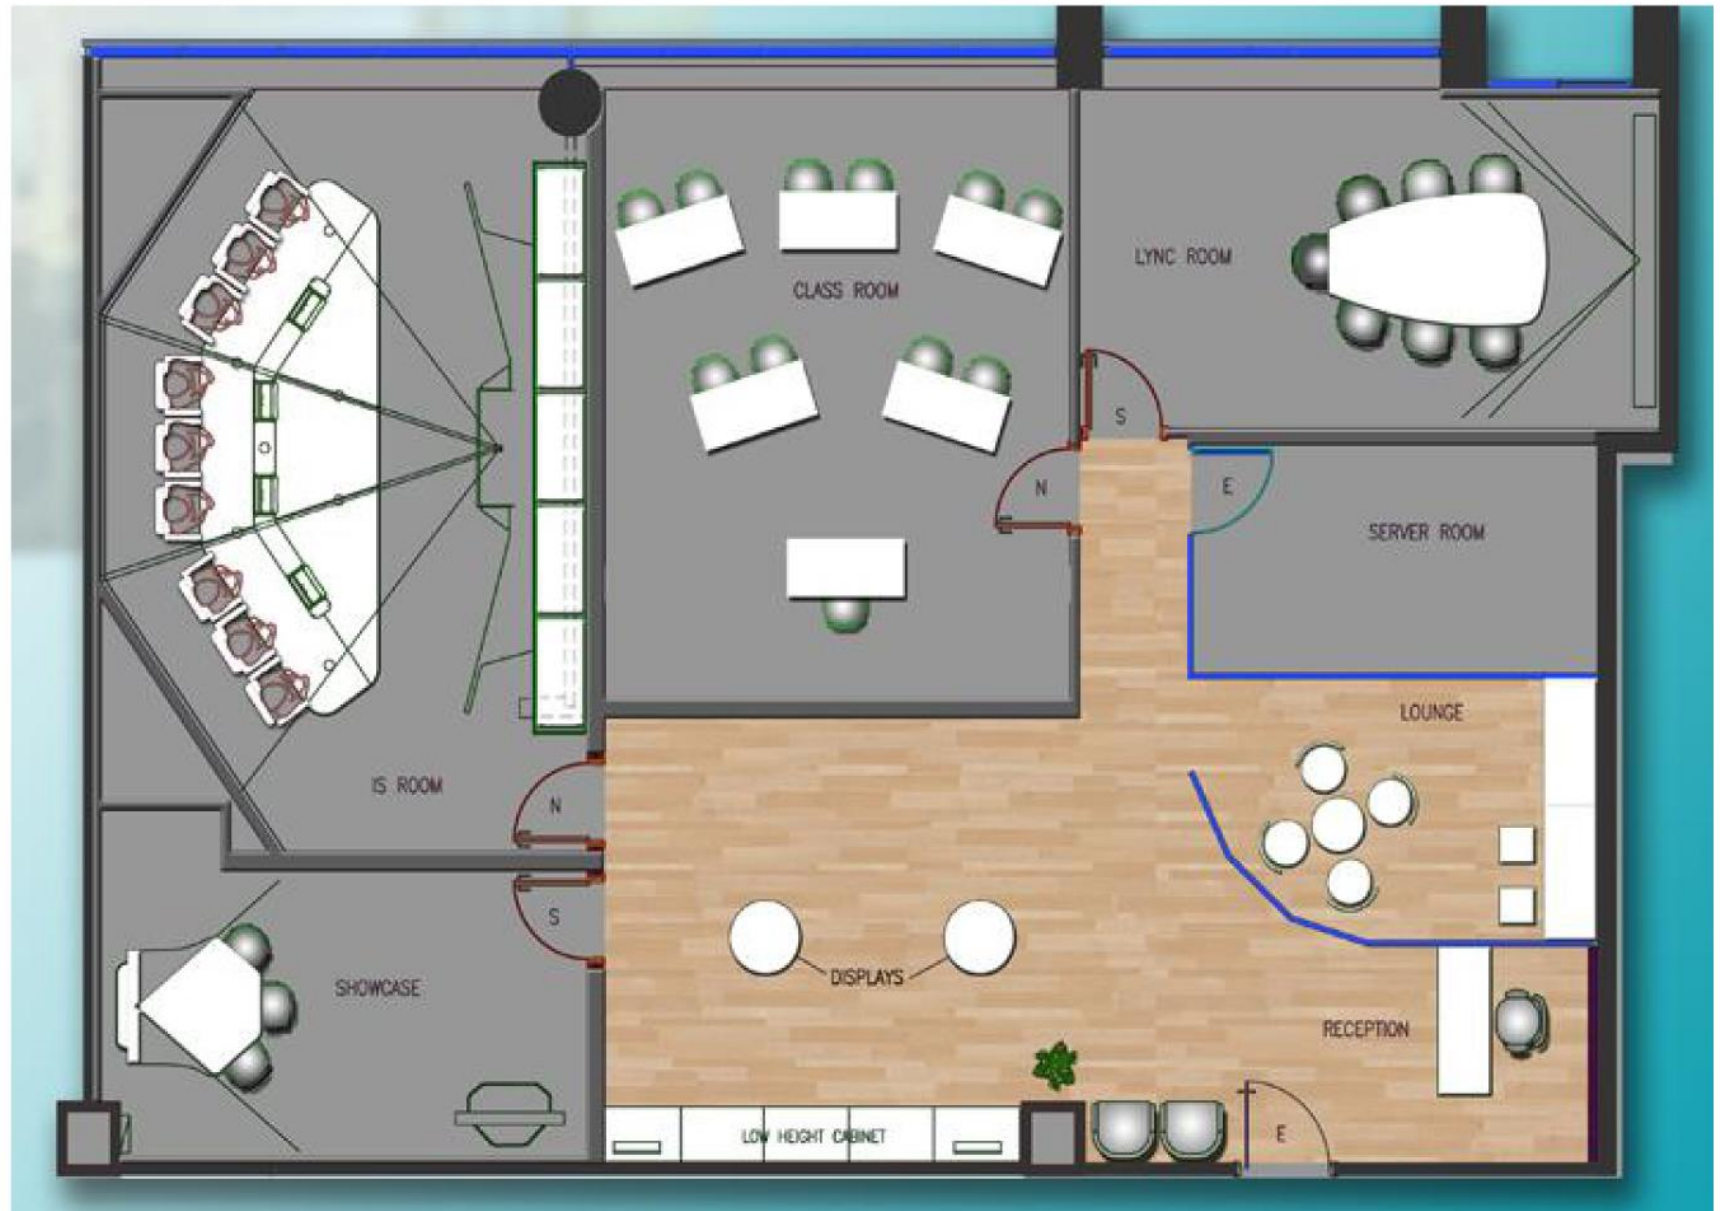 LYNC ROOM
CLASS ROOM
S
N
E
SERVER ROOM
LOUNGE
IS ROOM
N
S
SHOWCASE
DISPLAYS
RECEPTION
LOW HEIGHT CABINET
E